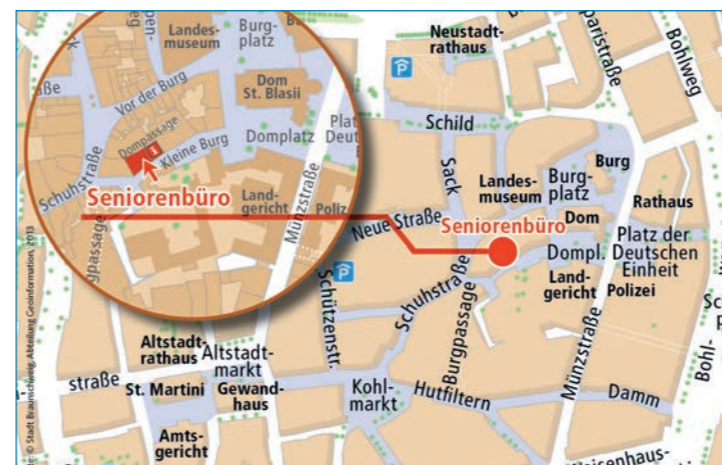 Landes-
museum
Burg-
platz
Dom
St. Blasii
Vor der Burg
Dompassage
Kleine Burg
Domplatz
Schuhstraße
Seniorenbüro
Land-
gericht
Münzstraße
Neustadt-
rathaus
Bohlweg
Schild
Sack
Landes-
museum
Burg-
platz
Burg
Dom
Rathaus
Neue Straße
Seniorenbüro
Dompl.
Platz der
Deutschen
Einheit
Land-
gericht
Polizei
P
P
Schützenstr.
Schuhstraße
Burgpassage
Münzstraße
Altstadt-
rathaus
Altstadt-
markt
straße
St. Martini
Gewand-
haus
Kohl-
markt
Hutfiltern
Damm
Bohl-
Amts-
gericht
© Stadt Braunschweig, Abteilung Geoinformation, 2013